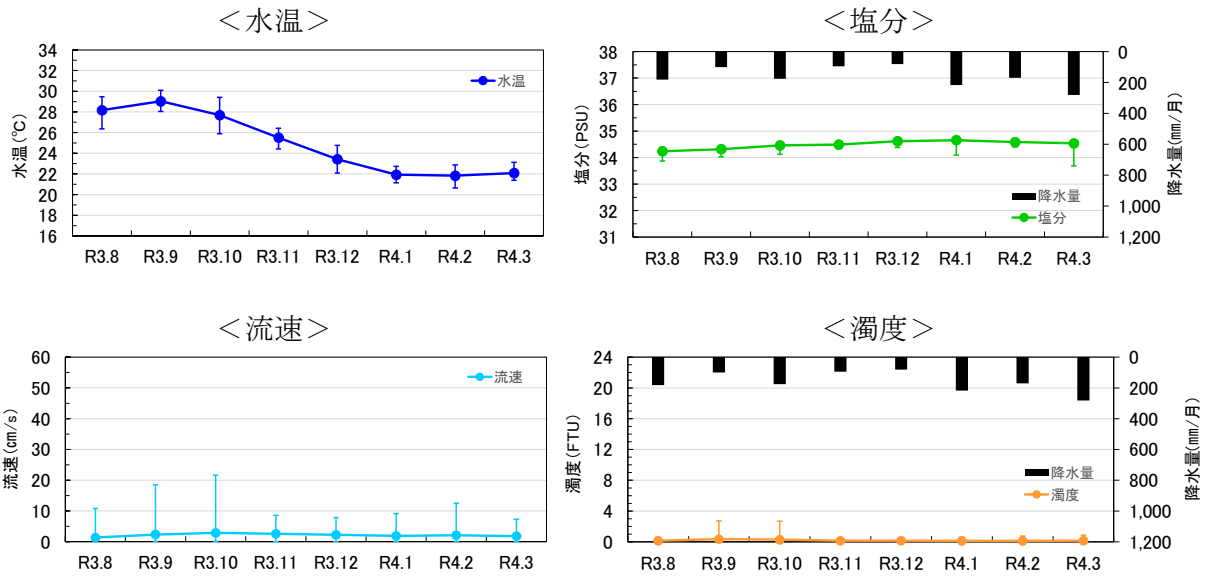 ＜水温＞
水温(℃)
34
32
30
28
26
24
22
20
18
16
水温
R3.8 R3.9 R3.10 R3.11 R3.12 R4.1 R4.2 R4.3
＜塩分＞
塩分(PSU)
38
37
36
35
34
33
32
31
降水量
塩分
0
200
400
600
800
1,000
1,200
降水量(㎜/月)
R3.8 R3.9 R3.10 R3.11 R3.12 R4.1 R4.2 R4.3
＜流速＞
流速(cm/s)
60
50
40
30
20
10
0
流速
R3.8 R3.9 R3.10 R3.11 R3.12 R4.1 R4.2 R4.3
＜濁度＞
濁度(FTU)
24
20
16
12
8
4
0
降水量
濁度
0
200
400
600
800
1,000
1,200
降水量(㎜/月)
R3.8 R3.9 R3.10 R3.11 R3.12 R4.1 R4.2 R4.3